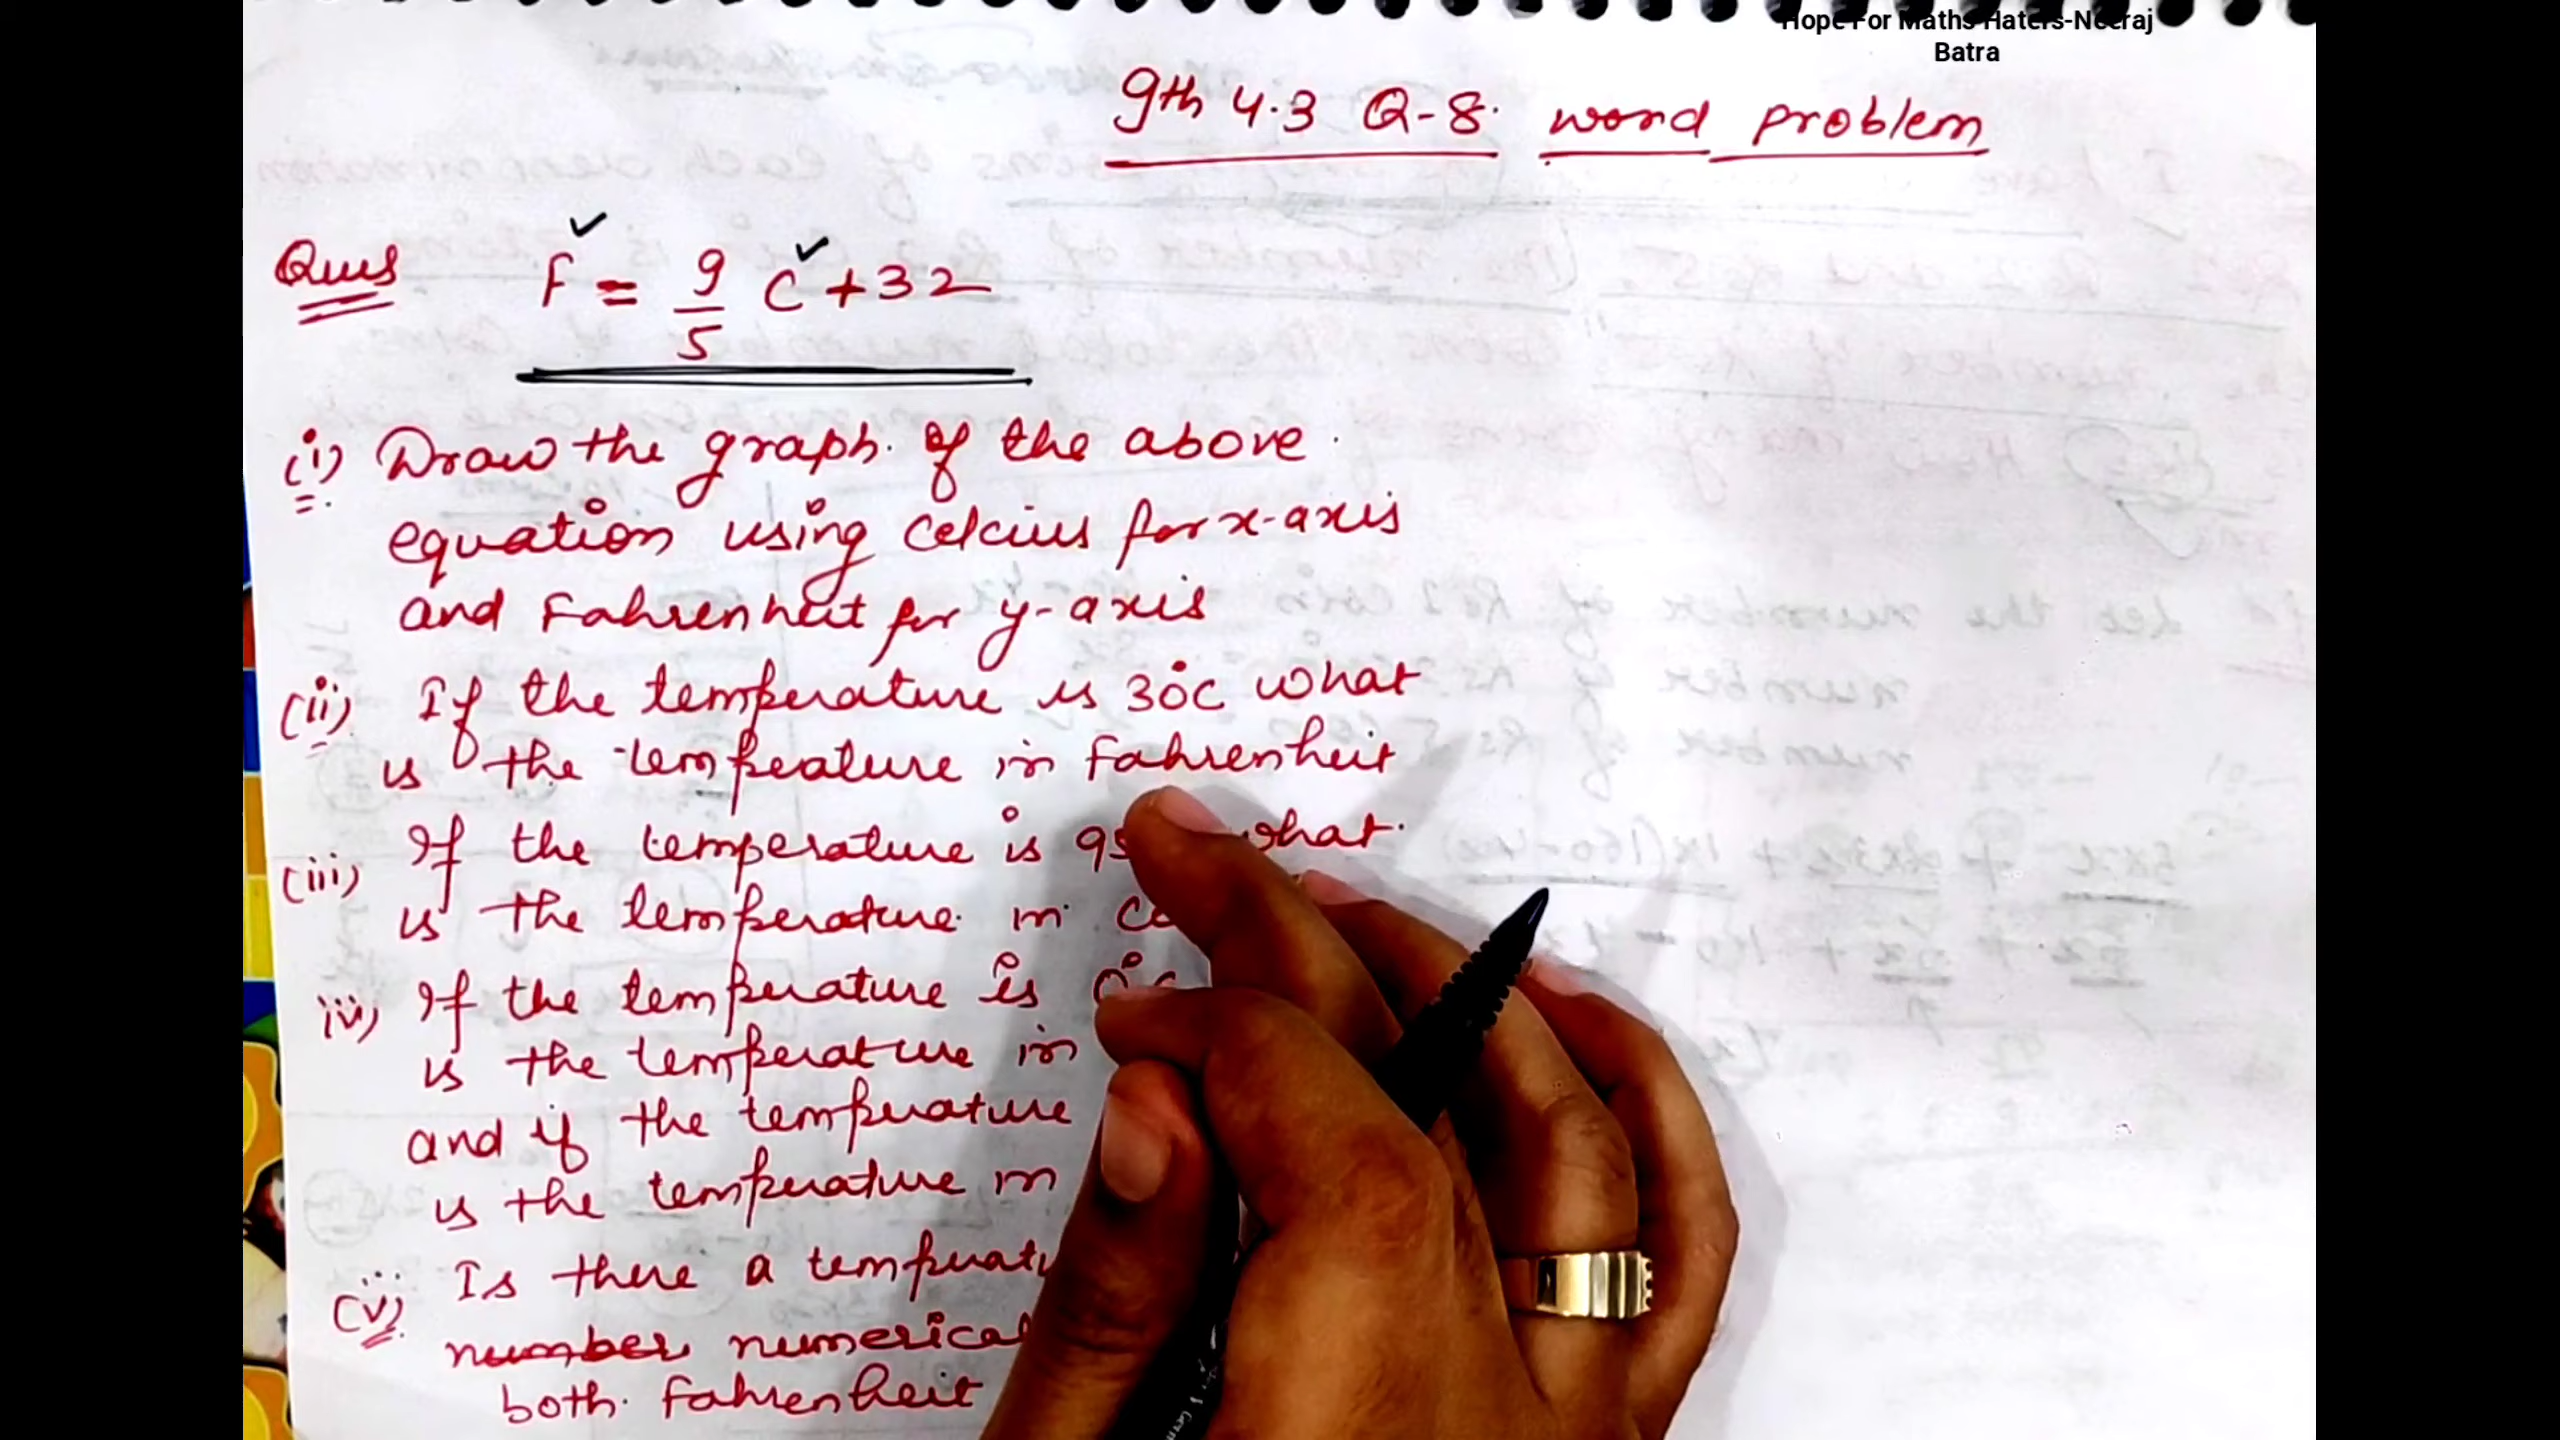 Hope For Maths Haters-Neeraj
Batra
9th 4.3 Q-8. word problem
Ques F = 9/5 C + 32
(i) Draw the graph of the above
equation using celcius for x-axis
and Fahrenheit for y-axis
(ii) If the temperature is 30°C what
is the tempeature in Fahrenheit
(iii) If the temperature is what
is the temperature in
iv) If the temperature is 0°C
is the temperature in
and if the temperature
is the temperature in
(v) Is there a
number numerical
both Fahrenheit